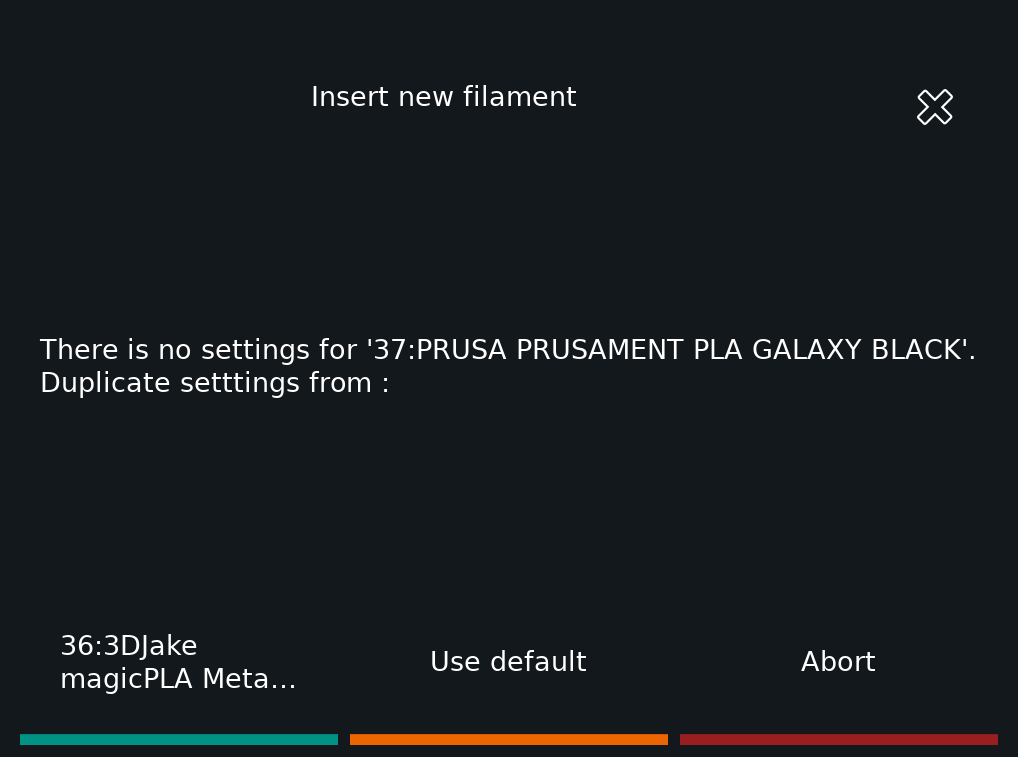 Insert new filament
There is no settings for '37:PRUSA PRUSAMENT PLA GALAXY BLACK'.
Duplicate setttings from :
36:3DJake
magicPLA Meta...
Use default
Abort